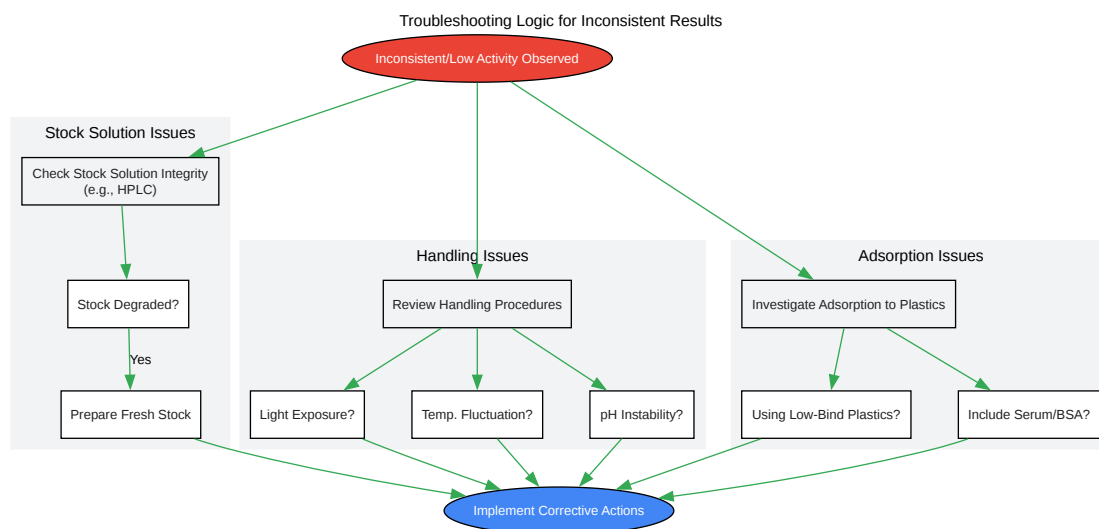 Troubleshooting Logic for Inconsistent Results
Inconsistent/Low Activity Observed
Stock Solution Issues
Check Stock Solution Integrity
(e.g., HPLC)
Stock Degraded?
Yes
Prepare Fresh Stock
Handling Issues
Review Handling Procedures
Light Exposure?
Temp. Fluctuation?
pH Instability?
Adsorption Issues
Investigate Adsorption to Plastics
Using Low-Bind Plastics?
Include Serum/BSA?
Implement Corrective Actions